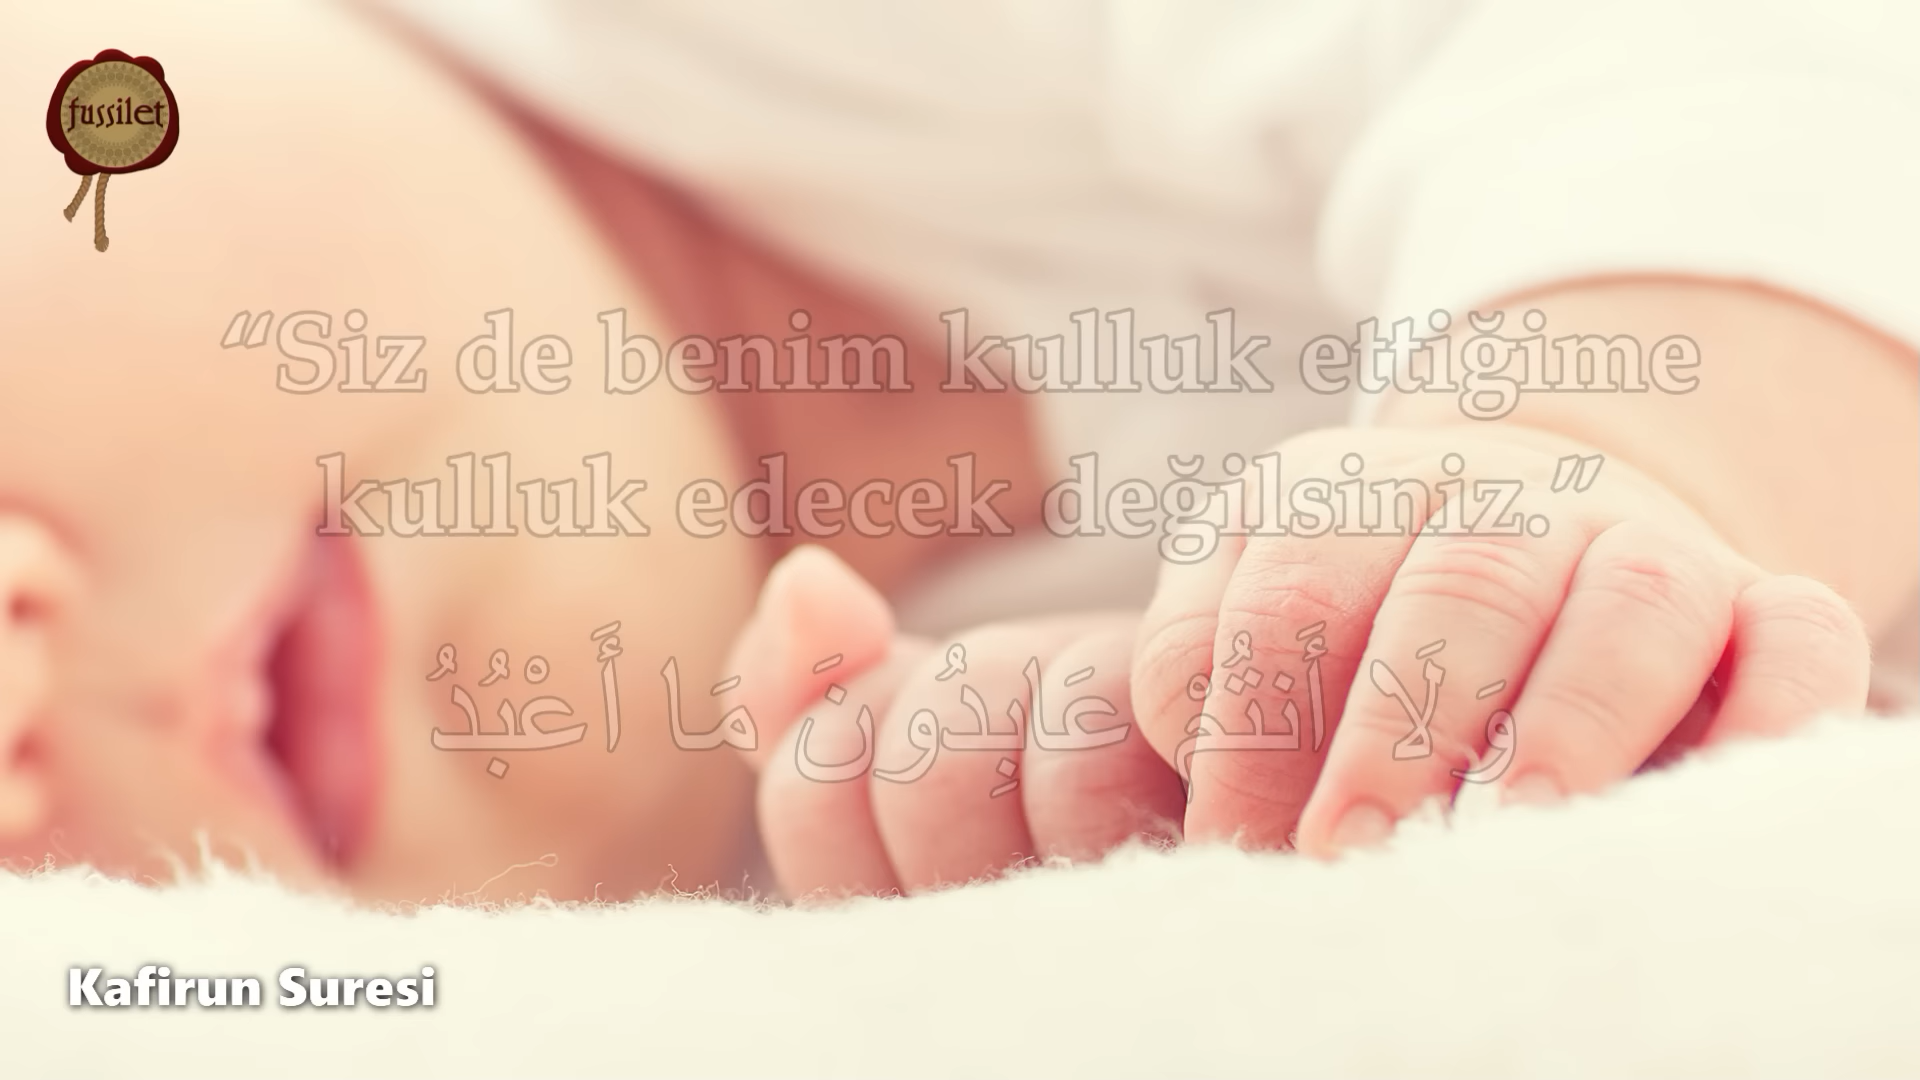 fussilet
“Siz de benim kulluk ettiğime
kulluk edecek değilsiniz.”
وَلَا أَنتُمْ عَابِدُونَ مَا أَعْبُدُ
Kafirun Suresi